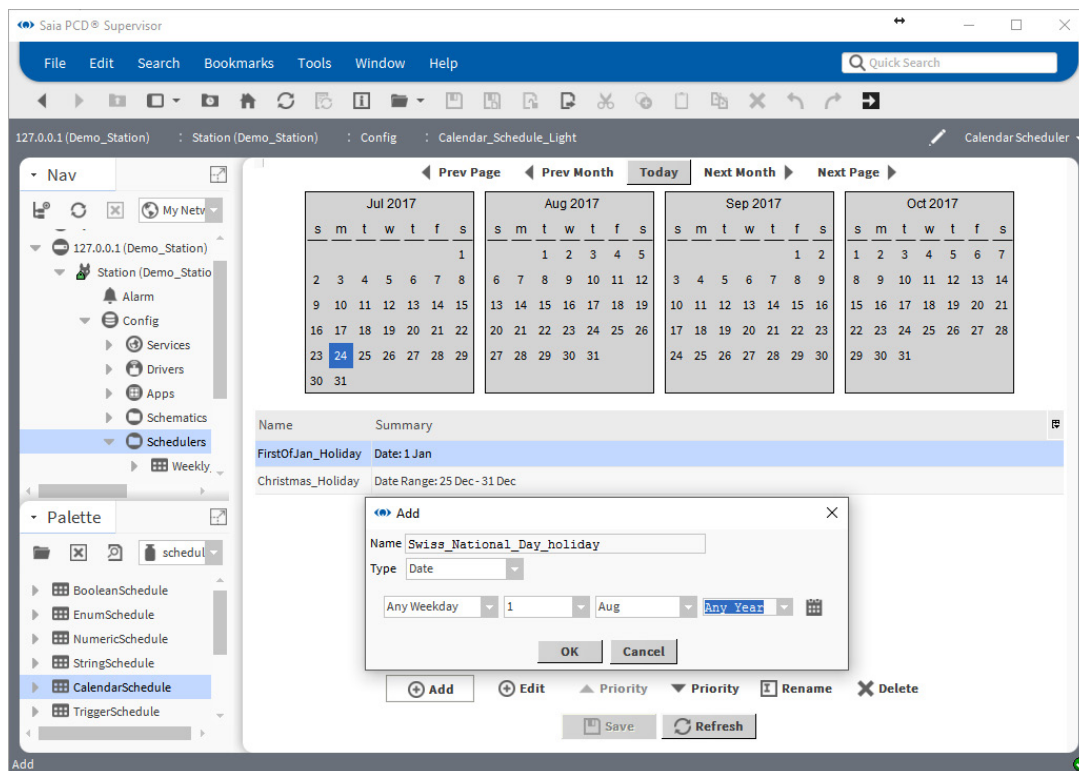 Saia PCD® Supervisor
File Edit Search Bookmarks Tools Window Help Quick Search
127.0.0.1 (Demo_Station) : Station (Demo_Station) : Config : Calendar_Schedule_Light Calendar Scheduler
Nav
My Netv
127.0.0.1 (Demo_Station)
Station (Demo_Statio
Alarm
Config
Services
Drivers
Apps
Schematics
Schedulers
Weekly_
Palette
schedul
BooleanSchedule
EnumSchedule
NumericSchedule
StringSchedule
CalendarSchedule
TriggerSchedule
Prev Page Prev Month Today Next Month Next Page
Jul 2017
s m t w t f s
1
2 3 4 5 6 7 8
9 10 11 12 13 14 15
16 17 18 19 20 21 22
23 24 25 26 27 28 29
30 31
Aug 2017
s m t w t f s
1 2 3 4 5
6 7 8 9 10 11 12
13 14 15 16 17 18 19
20 21 22 23 24 25 26
27 28 29 30 31
Sep 2017
s m t w t f s
1 2
3 4 5 6 7 8 9
10 11 12 13 14 15 16
17 18 19 20 21 22 23
24 25 26 27 28 29 30
Oct 2017
s m t w t f s
1 2 3 4 5 6 7
8 9 10 11 12 13 14
15 16 17 18 19 20 21
22 23 24 25 26 27 28
29 30 31
Name Summary
FirstOfJan_Holiday Date: 1 Jan
Christmas_Holiday Date Range: 25 Dec - 31 Dec
Add
Name Swiss_National_Day_holiday
Type Date
Any Weekday 1 Aug Any Year
OK Cancel
Add Edit Priority Priority Rename Delete
Save Refresh
Add